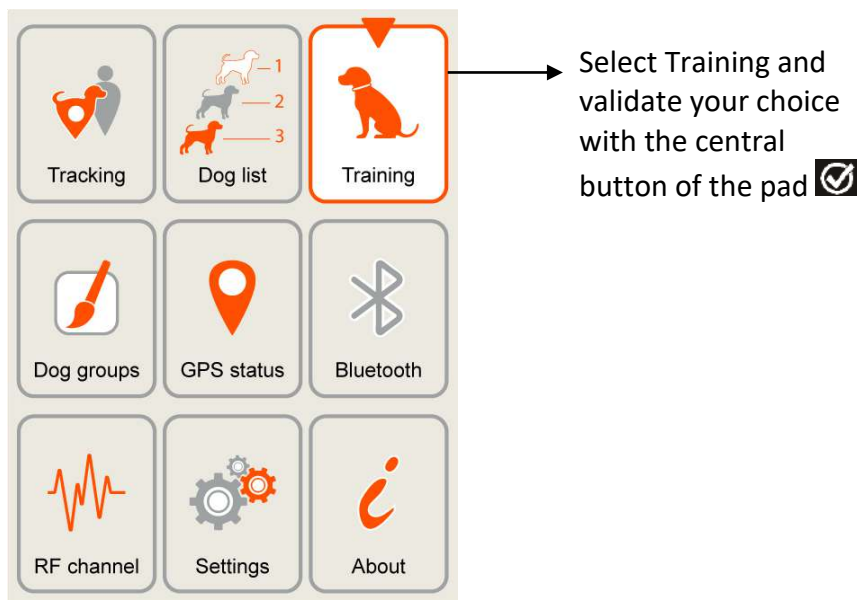 1
2
3
Tracking
Dog list
Training
Select Training and
validate your choice
with the central
button of the pad
Dog groups
GPS status
Bluetooth
RF channel
Settings
About